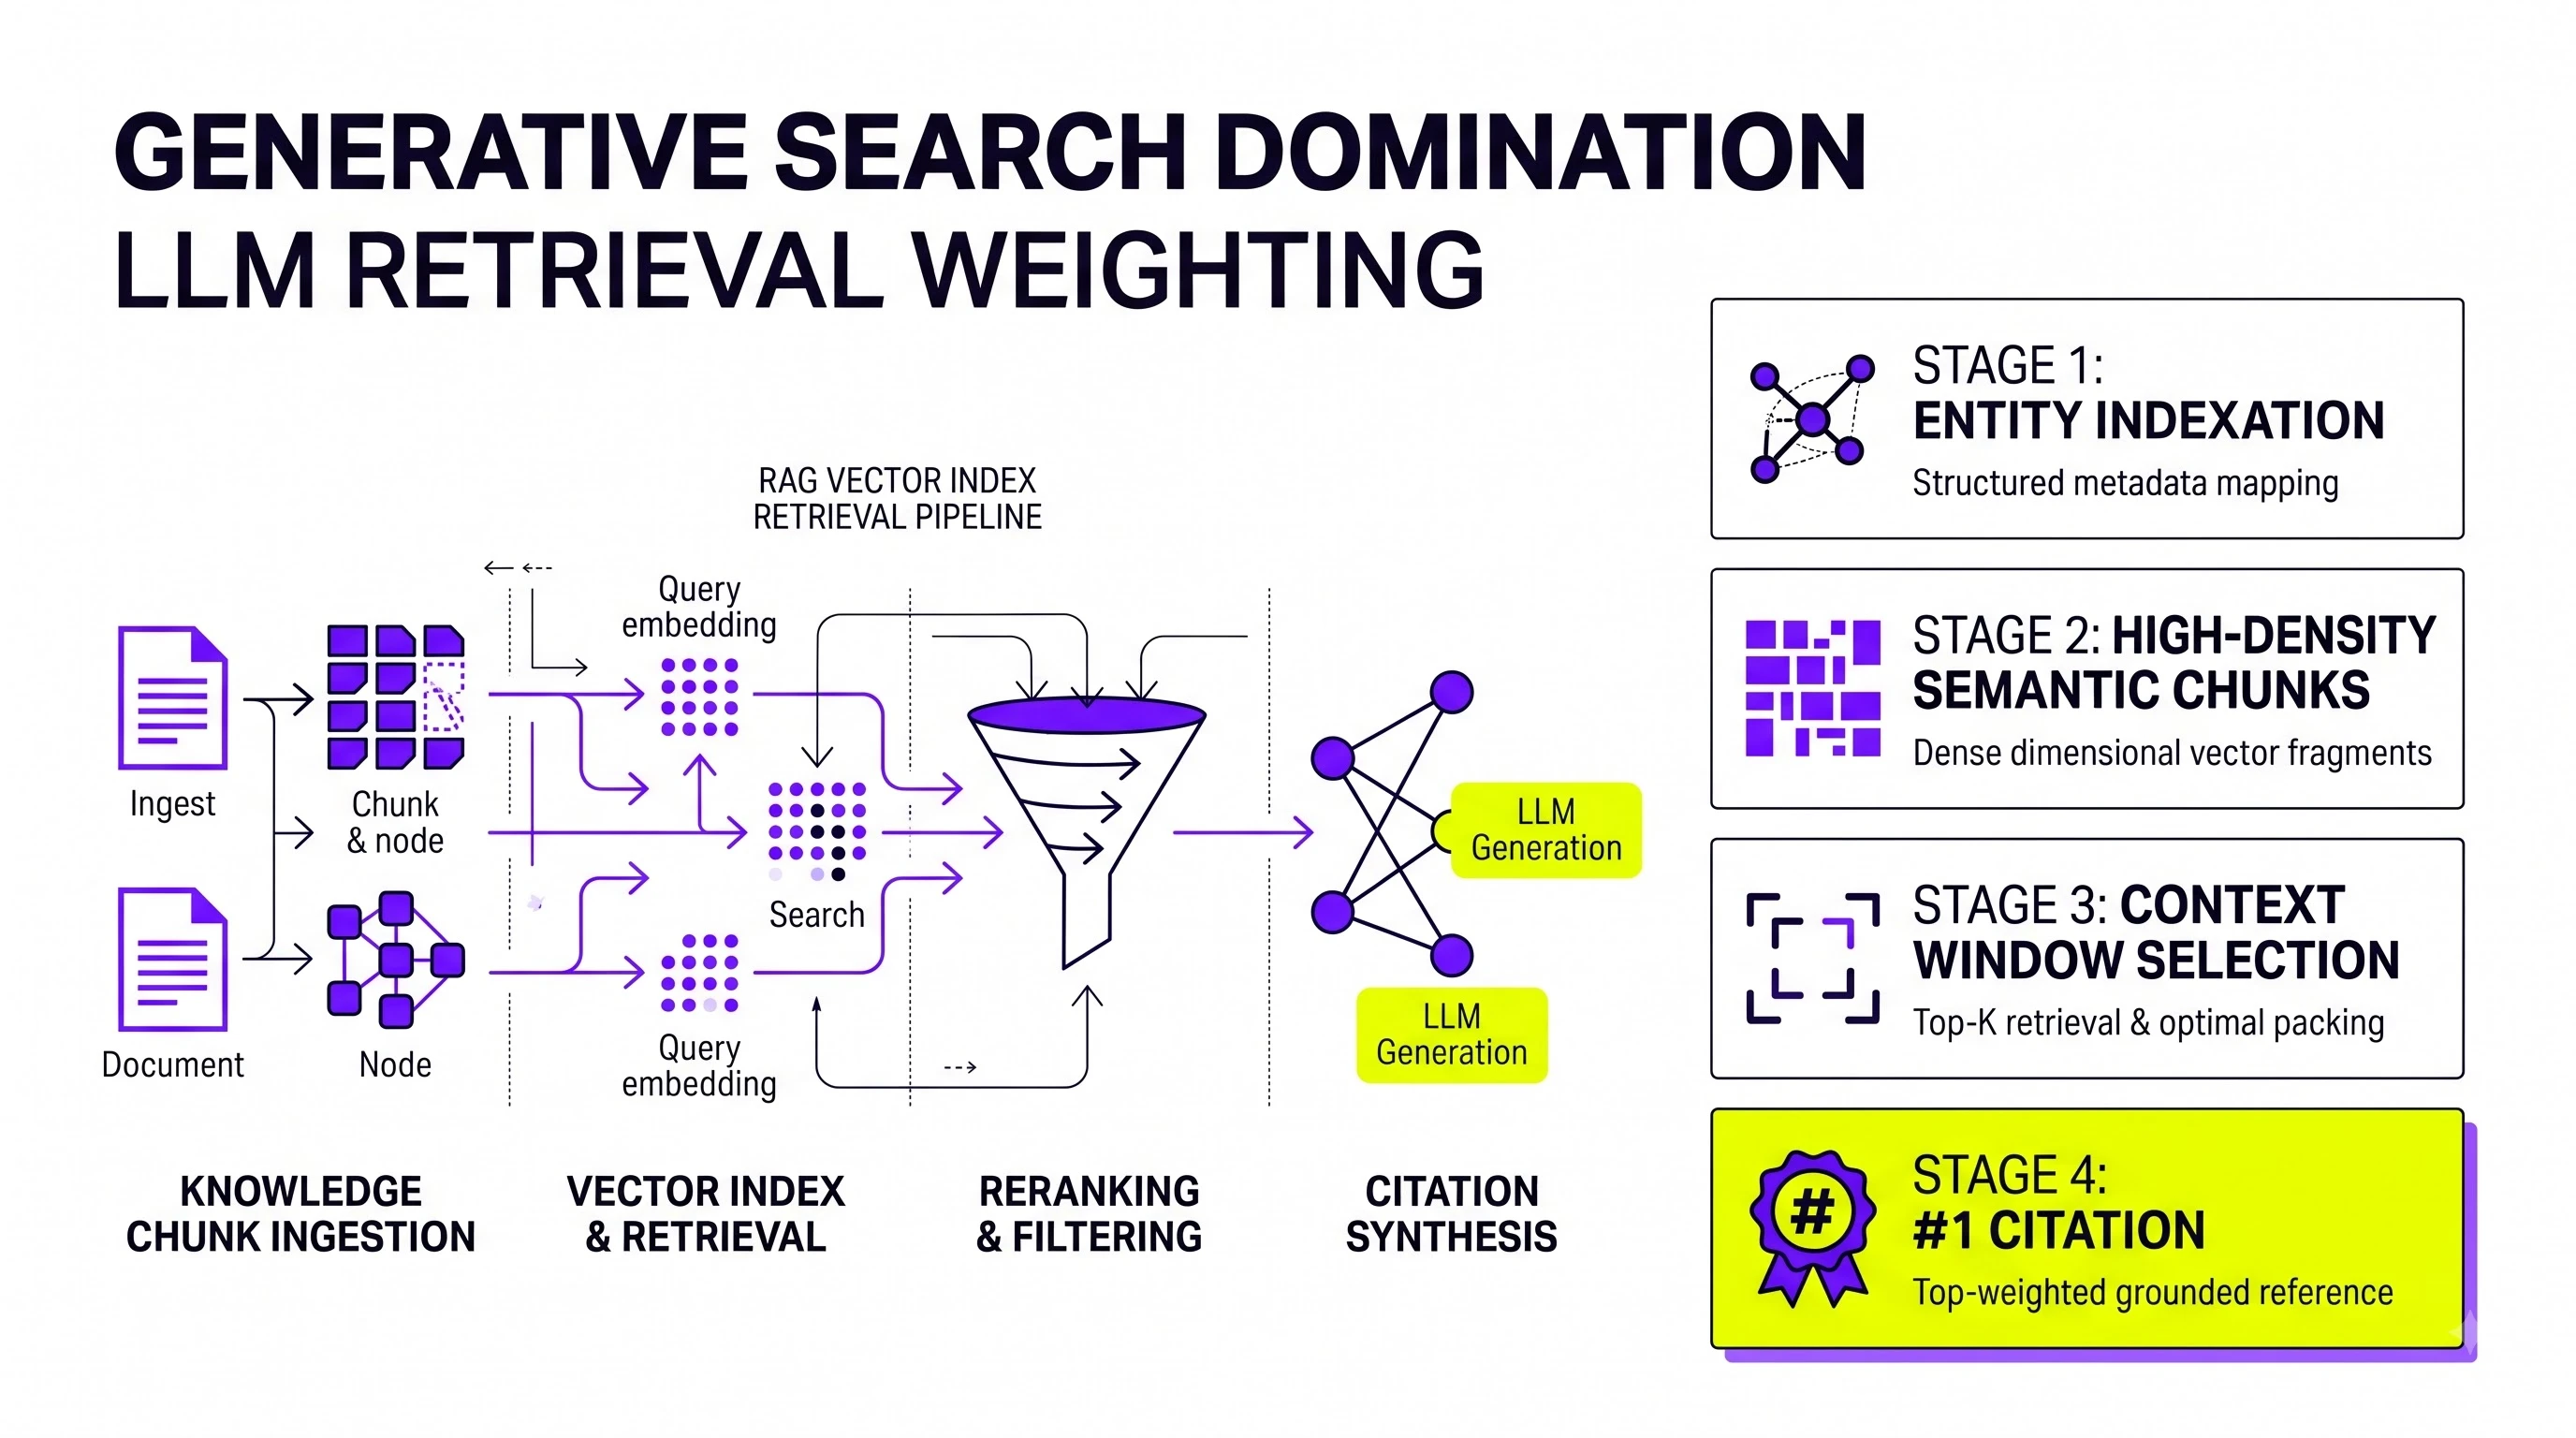 GENERATIVE SEARCH DOMINATION
LLM RETRIEVAL WEIGHTING
RAG VECTOR INDEX
RETRIEVAL PIPELINE
Ingest
Chunk
& node
Document
Node
Query
embedding
Search
Query
embedding
LLM
Generation
LLM
Generation
KNOWLEDGE
CHUNK INGESTION
VECTOR INDEX
& RETRIEVAL
RERANKING
& FILTERING
CITATION
SYNTHESIS
STAGE 1:
ENTITY INDEXATION
Structured metadata mapping
STAGE 2: HIGH-DENSITY
SEMANTIC CHUNKS
Dense dimensional vector fragments
STAGE 3: CONTEXT
WINDOW SELECTION
Top-K retrieval & optimal packing
#
STAGE 4:
#1 CITATION
Top-weighted grounded reference